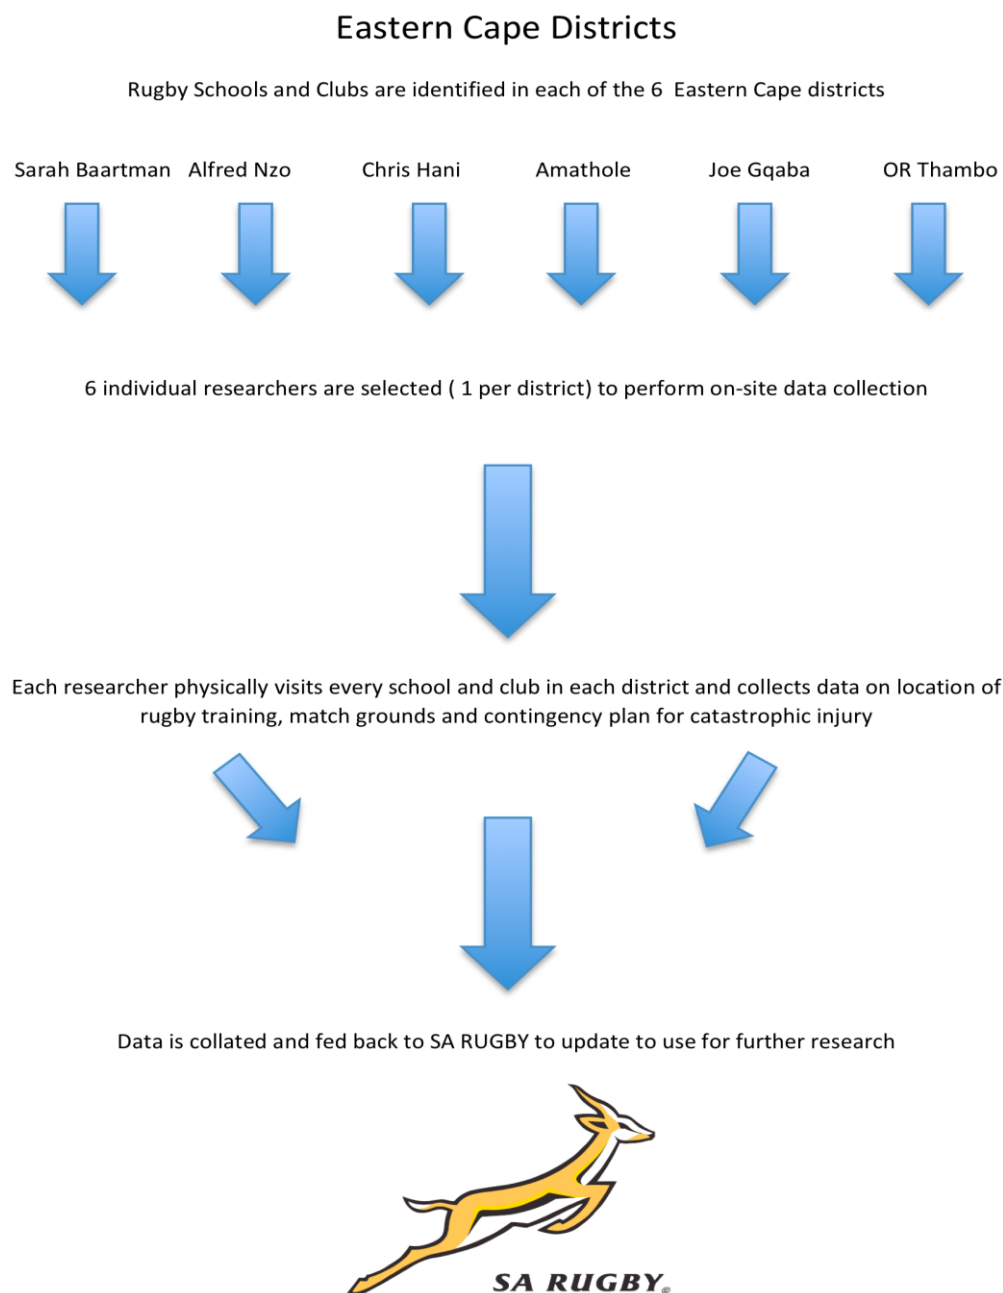 Eastern Cape Districts
Rugby Schools and Clubs are identified in each of the 6 Eastern Cape districts
Sarah Baartman Alfred Nzo Chris Hani Amathole Joe Gqaba OR Thambo
6 individual researchers are selected ( 1 per district) to perform on-site data collection
Each researcher physically visits every school and club in each district and collects data on location of
rugby training, match grounds and contingency plan for catastrophic injury
Data is collated and fed back to SA RUGBY to update to use for further research
SA RUGBY©